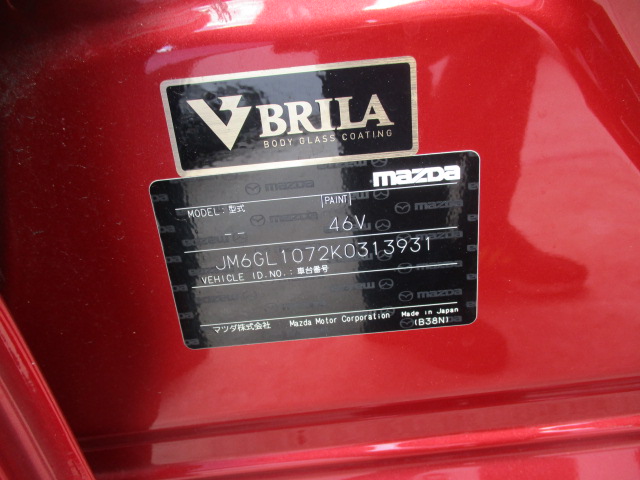 V BRILA
BODY GLASS COATING
mazda
MODEL: 型式
PAINT
-- 46V
JM6GL1072K0313931
VEHICLE ID.NO.: 車台番号
マツダ株式会社 Mazda Motor Corporation Made in Japan
(B38N)